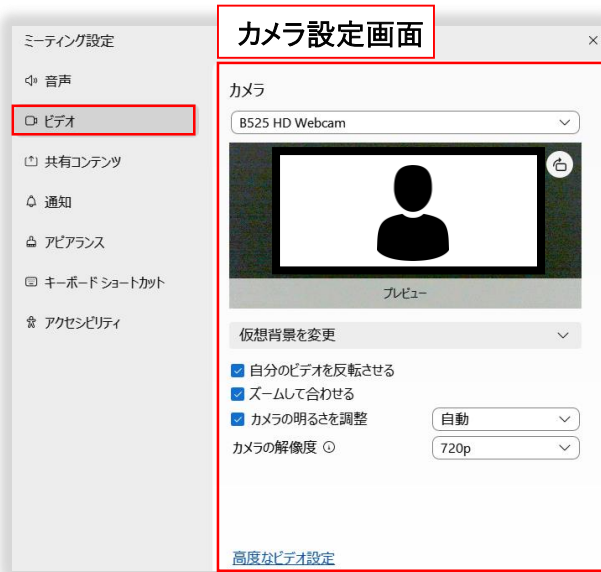 カメラ設定画面
ミーティング設定
音声
ビデオ
共有コンテンツ
通知
アピアランス
キーボード ショートカット
アクセシビリティ
カメラ
B525 HD Webcam
プレビュー
仮想背景を変更
自分のビデオを反転させる
ズームして合わせる
カメラの明るさを調整 自動
カメラの解像度 720p
高度なビデオ設定